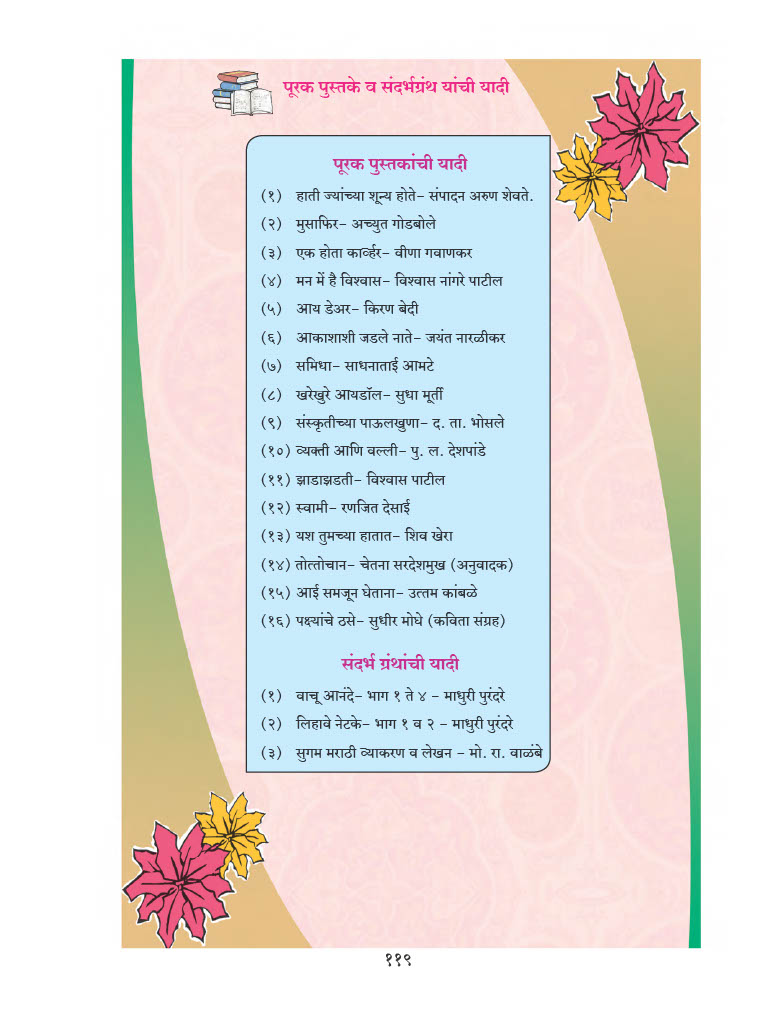 पूरक पुस्तके व संदर्भग्रंथ यांची यादी
पूरक पुस्तकांची यादी
(१) हाती ज्यांच्या शून्य होते– संपादन अरुण शेवते.
(२) मुसाफिर– अच्युत गोडबोले
(३) एक होता कार्व्हर– वीणा गवाणकर
(४) मन में है विश्वास– विश्वास नांगरे पाटील
(५) आय डेअर– किरण बेदी
(६) आकाशाशी जडले नाते– जयंत नारळीकर
(७) समिधा– साधनाताई आमटे
(८) खरेखुरे आयडॉल– सुधा मूर्ती
(९) संस्कृतीच्या पाऊलखुणा– द. ता. भोसले
(१०) व्यक्ती आणि वल्ली– पु. ल. देशपांडे
(११) झाडाझडती– विश्वास पाटील
(१२) स्वामी– रणजित देसाई
(१३) यश तुमच्या हातात– शिव खेरा
(१४) तोत्तोचान– चेतना सरदेशमुख (अनुवादक)
(१५) आई समजून घेताना– उत्तम कांबळे
(१६) पक्ष्यांचे ठसे– सुधीर मोघे (कविता संग्रह)
संदर्भ ग्रंथांची यादी
(१) वाचू आनंदे– भाग १ ते ४ – माधुरी पुरंदरे
(२) लिहावे नेटके– भाग १ व २ – माधुरी पुरंदरे
(३) सुगम मराठी व्याकरण व लेखन – मो. रा. वाळंबे
११९